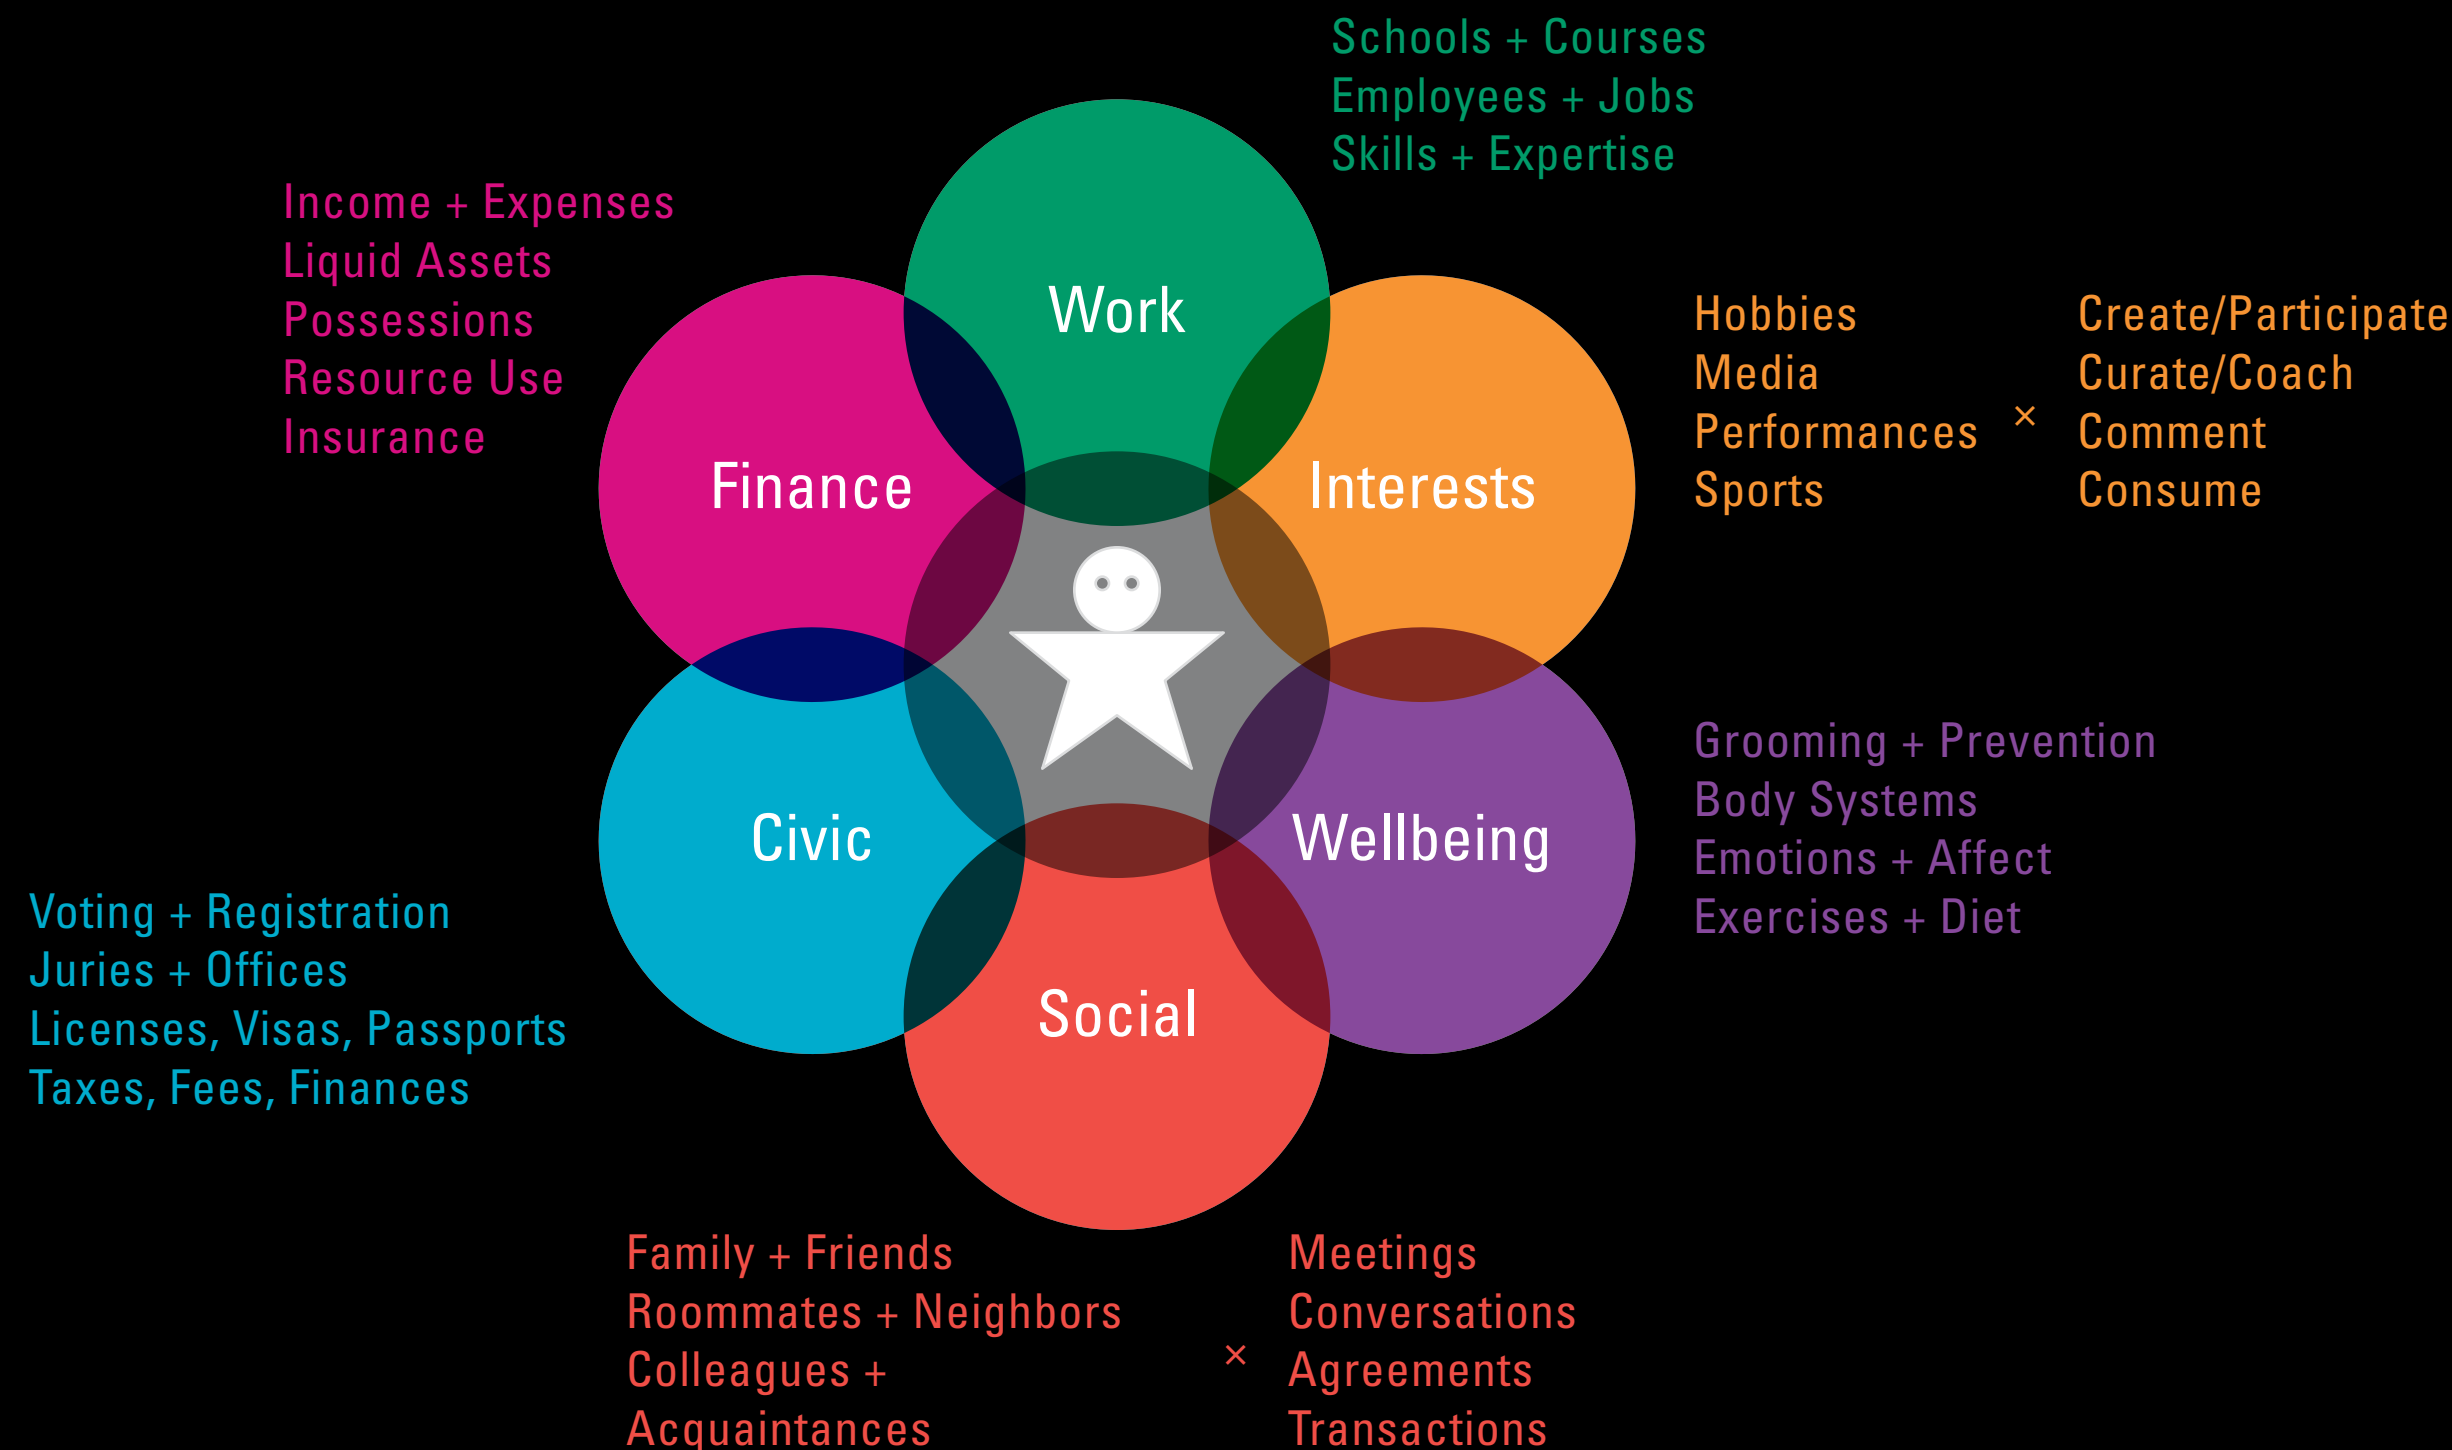 Schools + Courses
Employees + Jobs
Skills + Expertise
Income + Expenses
Liquid Assets
Possessions
Resource Use
Insurance
Work
Finance
Interests
Hobbies
Media
Performances
Sports
×
Create/Participate
Curate/Coach
Comment
Consume
Civic
Wellbeing
Grooming + Prevention
Body Systems
Emotions + Affect
Exercises + Diet
Voting + Registration
Juries + Offices
Licenses, Visas, Passports
Taxes, Fees, Finances
Social
Family + Friends
Roommates + Neighbors
Colleagues +
Acquaintances
×
Meetings
Conversations
Agreements
Transactions